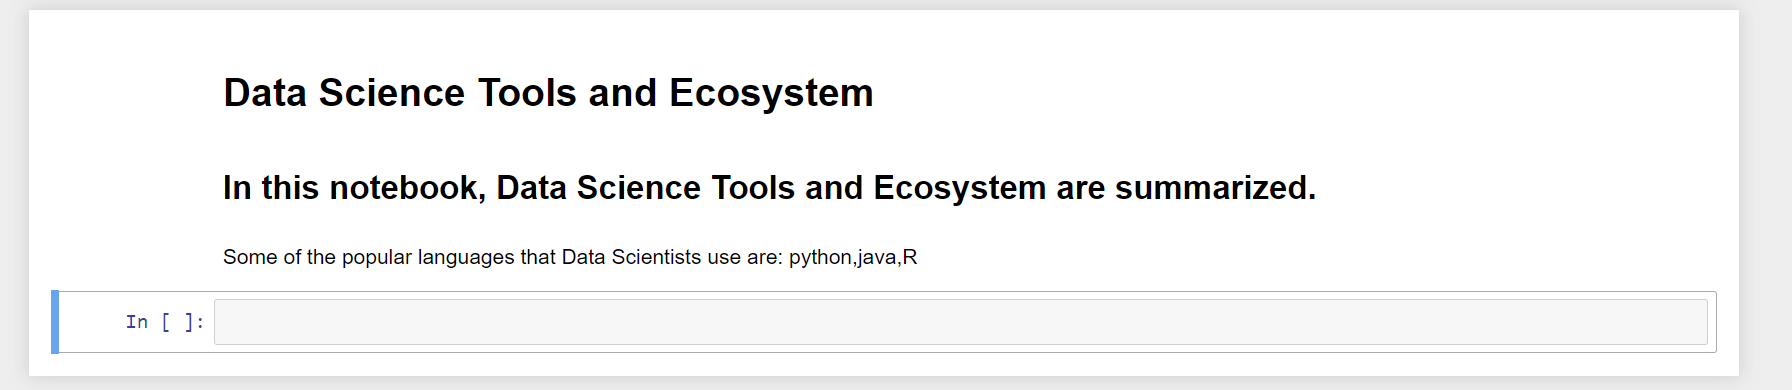 Data Science Tools and Ecosystem
In this notebook, Data Science Tools and Ecosystem are summarized.
Some of the popular languages that Data Scientists use are: python,java,R
In [ ]: